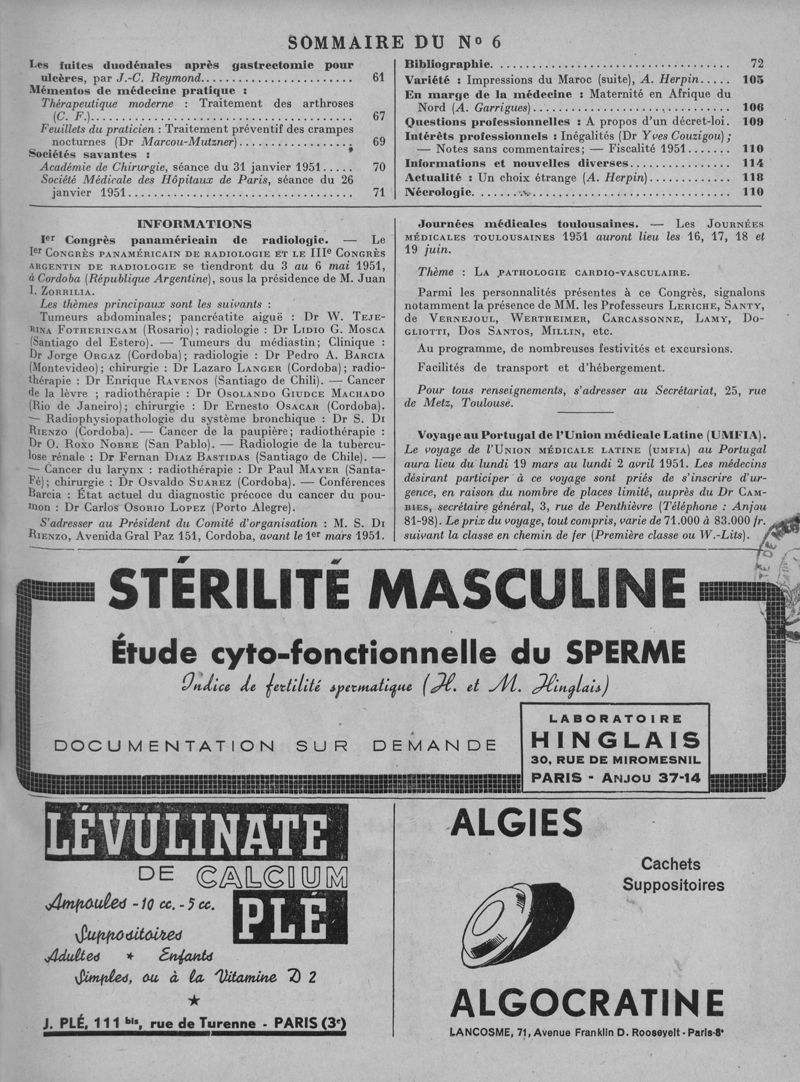 SOMMAIRE DU No 6
Les fuites duodénales après gastrectomie pour
ulcères, par J.-C. Reymond........................ 61
Mémentos de médecine pratique :
Thérapeutique moderne : Traitement des arthroses
(C. F.)........................................ 67
Feuillets du praticien : Traitement préventif des crampes
nocturnes (Dr Marcou-Mutzner).................. 69
Sociétés savantes :
Académie de Chirurgie, séance du 31 janvier 1951..... 70
Société Médicale des Hôpitaux de Paris, séance du 26
janvier 1951................................... 71
Bibliographie..................................... 72
Variété : Impressions du Maroc (suite), A. Herpin..... 105
En marge de la médecine : Maternité en Afrique du
Nord (A. Garrigues)............................ 106
Questions professionnelles : A propos d'un décret-loi. 109
Intérêts professionnels : Inégalités (Dr Yves Couzigou) ;
— Notes sans commentaires; — Fiscalité 1951....... 110
Informations et nouvelles diverses................ 114
Actualité : Un choix étrange (A. Herpin)............. 118
Nécrologie........................................ 110
INFORMATIONS
Ier Congrès panaméricain de radiologie. — Le
Ier CONGRÈS PANAMÉRICAIN DE RADIOLOGIE ET LE IIIe CONGRÈS
ARGENTIN DE RADIOLOGIE se tiendront du 3 au 6 mai 1951,
à Cordoba (République Argentine), sous la présidence de M. Juan
I. ZORRILIA.
Les thèmes principaux sont les suivants :
Tumeurs abdominales; pancréatite aiguë : Dr W. TEJE-
RINA FOTHERINGAM (Rosario); radiologie : Dr LIDIO G. MOSCA
(Santiago del Estero). — Tumeurs du médiastin; Clinique :
Dr Jorge ORGAZ (Cordoba); radiologie : Dr Pedro A. BARCIA
(Montevideo); chirurgie : Dr Lazaro LANGER (Cordoba); radio-
thérapie : Dr Enrique RAVENOS (Santiago de Chili). — Cancer
de la lèvre ; radiothérapie : Dr OSOLANDO GIUDCE MACHADO
(Rio de Janeiro); chirurgie : Dr Ernesto OSACAR (Cordoba).
— Radiophysiopathologie du système bronchique : Dr S. DI
RIENZO (Cordoba). — Cancer de la paupière; radiothérapie :
Dr O. ROXO NOBRE (San Pablo). — Radiologie de la tubercu-
lose rénale : Dr Fernan DIAZ BASTIDAS (Santiago de Chile). —
— Cancer du larynx : radiothérapie : Dr Paul MAYER (Santa-
Fé); chirurgie : Dr Osvaldo SUAREZ (Cordoba). — Conférences
Barcia : État actuel du diagnostic précoce du cancer du pou-
mon : Dr Carlos OSORIO LOPEZ (Porto Alegre).
S'adresser au Président du Comité d'organisation : M. S. DI
RIENZO, Avenida Gral Paz 151, Cordoba, avant le 1er mars 1951.
Journées médicales toulousaines. — Les JOURNÉES
MÉDICALES TOULOUSAINES 1951 auront lieu les 16, 17, 18 et
19 juin.
Thème : LA PATHOLOGIE CARDIO-VASCULAIRE.
Parmi les personnalités présentes à ce Congrès, signalons
notamment la présence de MM. les Professeurs LERICHE, SANTY,
de VERNEJOUL, WERTHEIMER, CARCASSONNE, LAMY, DO-
GLIOTTI, DOS SANTOS, MILLIN, etc.
Au programme, de nombreuses festivités et excursions.
Facilités de transport et d'hébergement.
Pour tous renseignements, s'adresser au Secrétariat, 25, rue
de Metz, Toulouse.
Voyage au Portugal de l'Union médicale Latine (UMFIA).
Le voyage de l'UNION MÉDICALE LATINE (UMFIA) au Portugal
aura lieu du lundi 19 mars au lundi 2 avril 1951. Les médecins
désirant participer à ce voyage sont priés de s'inscrire d'ur-
gence, en raison du nombre de places limité, auprès du Dr CAM-
BIES, secrétaire général, 3, rue de Penthièvre (Téléphone : Anjou
81-98). Le prix du voyage, tout compris, varie de 71.000 à 83.000 fr.
suivant la classe en chemin de fer (Première classe ou W.-Lits).
STÉRILITÉ MASCULINE
Étude cyto-fonctionnelle du SPERME
Indice de fertilité spermatique (H. et M. Hinglais)
DOCUMENTATION SUR DEMANDE
LABORATOIRE
HINGLAIS
30, RUE DE MIROMESNIL
PARIS - ANJOU 37-14
LÉVULINATE
DE CALCIUM
PLÉ
Ampoules - 10 cc. - 5 cc.
Suppositoires
Adultes * Enfants
Simples, ou à la Vitamine D 2
★
J. PLÉ, 111 bis, rue de Turenne - PARIS (3e)
ALGIES
Cachets
Suppositoires
ALGOCRATINE
LANCOSME, 71, Avenue Franklin D. Roosevelt - Paris-8e